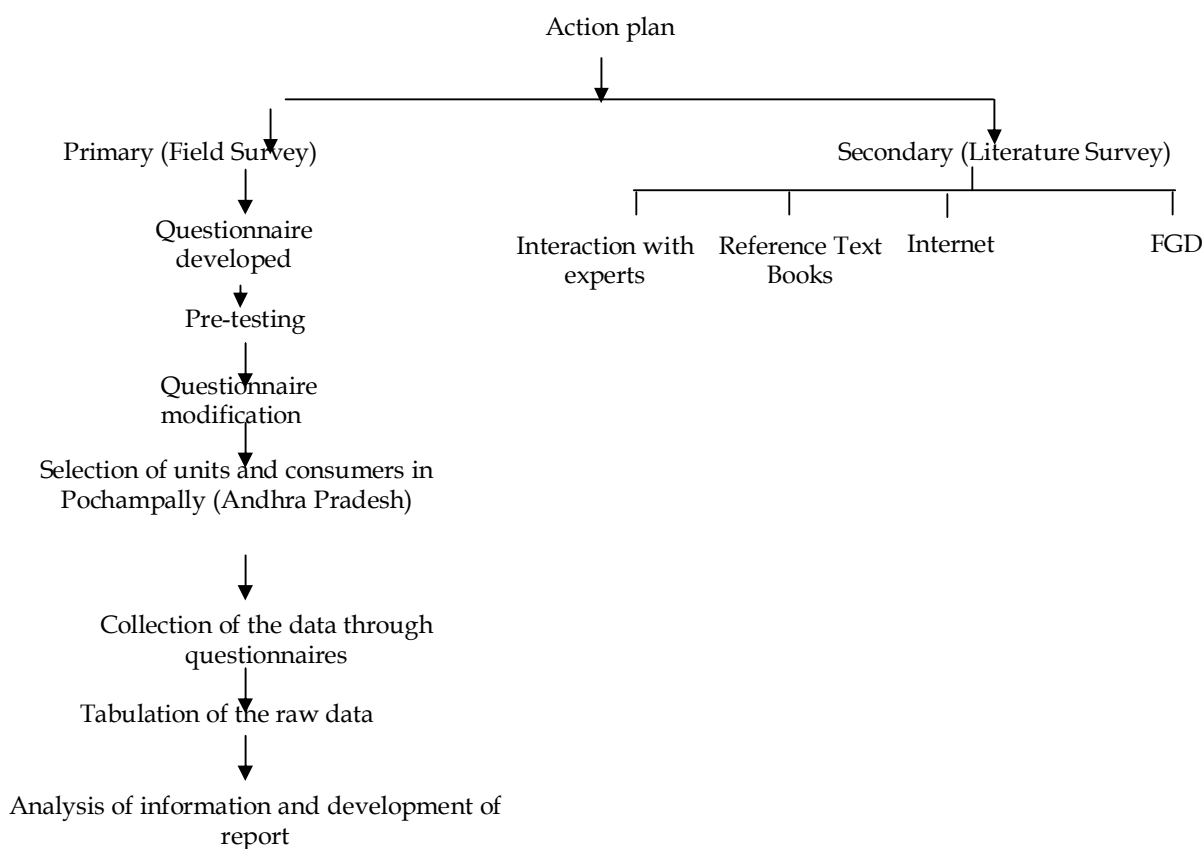 Action plan
Primary (Field Survey)
Secondary (Literature Survey)
Questionnaire
developed
Interaction with
experts
Reference Text
Books
Internet
FGD
Pre-testing
Questionnaire
modification
Selection of units and consumers in
Pochampally (Andhra Pradesh)
Collection of the data through
questionnaires
Tabulation of the raw data
Analysis of information and development of
report